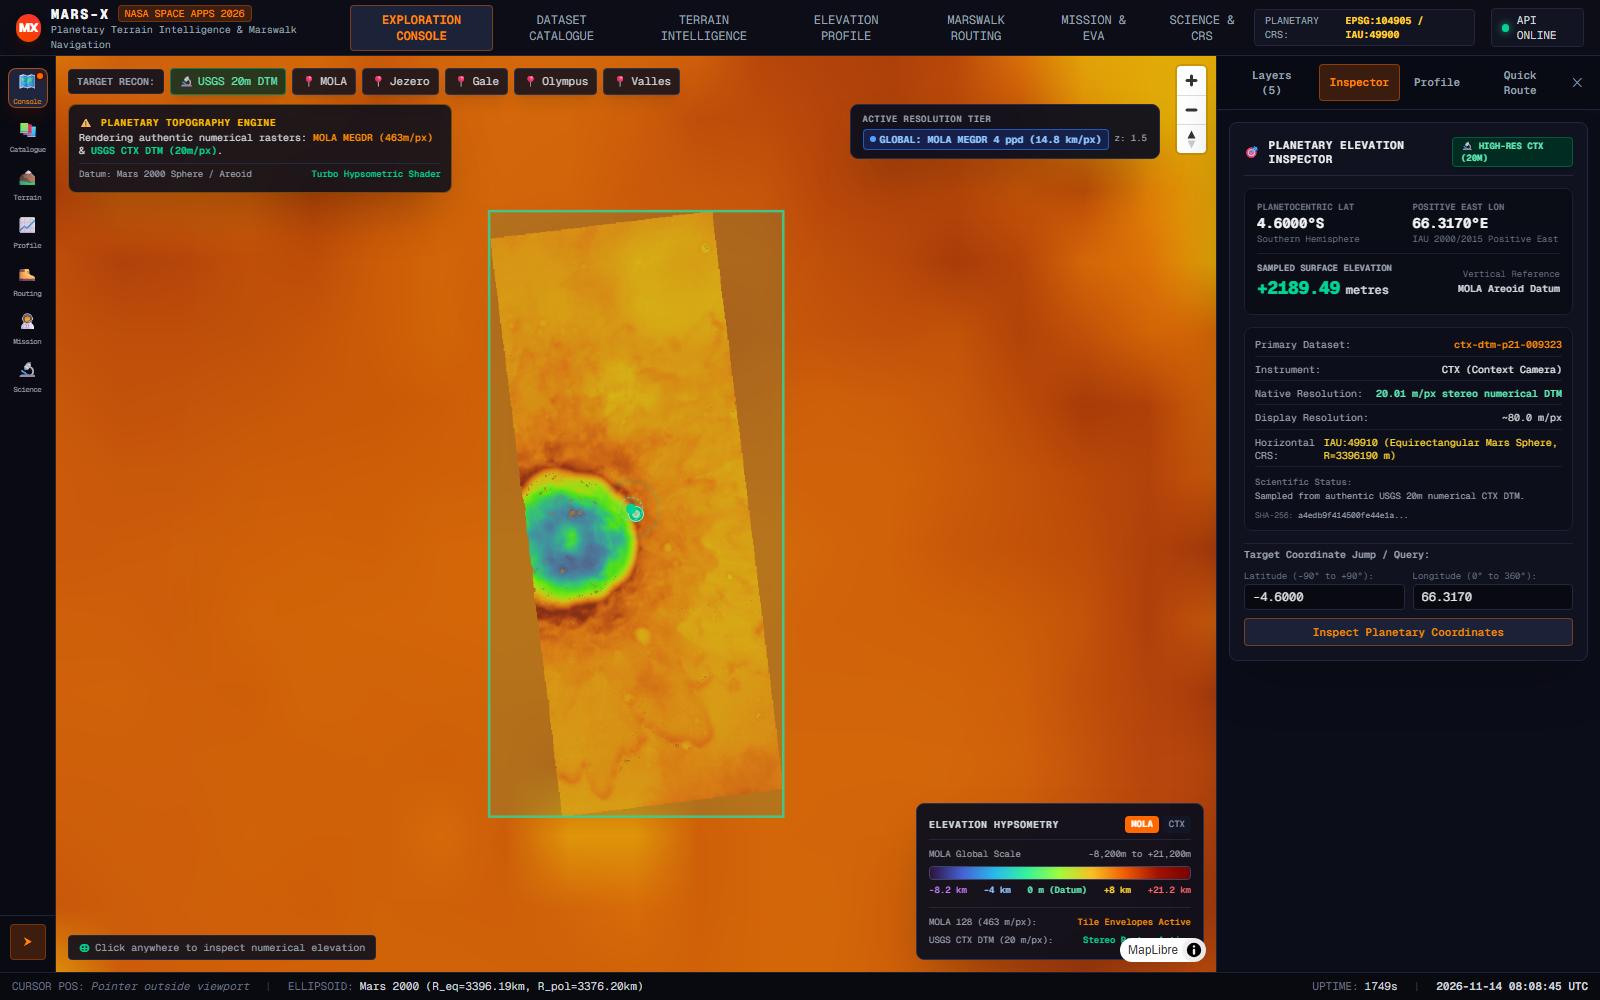 MX
MARS-X NASA SPACE APPS 2026
Planetary Terrain Intelligence & Marswalk
Navigation
EXPLORATION
CONSOLE
DATASET
CATALOGUE
TERRAIN
INTELLIGENCE
ELEVATION
PROFILE
MARSWALK
ROUTING
MISSION &
EVA
SCIENCE &
CRS
PLANETARY
CRS:
EPSG:104905 /
IAU:49900
API
ONLINE
Console
Catalogue
Terrain
Profile
Routing
Mission
Science
TARGET RECON:
USGS 20m DTM
MOLA
Jezero
Gale
Olympus
Valles
PLANETARY TOPOGRAPHY ENGINE
Rendering authentic numerical rasters: MOLA MEGDR (463m/px)
& USGS CTX DTM (20m/px).
Datum: Mars 2000 Sphere / Areoid Turbo Hypsometric Shader
ACTIVE RESOLUTION TIER
GLOBAL: MOLA MEGDR 4 ppd (14.8 km/px) z: 1.5
ELEVATION HYPSOMETRY MOLA CTX
MOLA Global Scale -8,200m to +21,200m
-8.2 km -4 km 0 m (Datum) +8 km +21.2 km
MOLA 128 (463 m/px): Tile Envelopes Active
USGS CTX DTM (20 m/px): Stereo
MapLibre
Click anywhere to inspect numerical elevation
Layers
(5)
Inspector
Profile
Quick
Route
PLANETARY ELEVATION
INSPECTOR
HIGH-RES CTX
(20M)
PLANETOCENTRIC LAT
4.6000°S
Southern Hemisphere
POSITIVE EAST LON
66.3170°E
IAU 2000/2015 Positive East
SAMPLED SURFACE ELEVATION
+2189.49 metres
Vertical Reference
MOLA Areoid Datum
Primary Dataset: ctx-dtm-p21-009323
Instrument: CTX (Context Camera)
Native Resolution: 20.01 m/px stereo numerical DTM
Display Resolution: ~80.0 m/px
Horizontal
CRS:
IAU:49910 (Equirectangular Mars Sphere,
R=3396190 m)
Scientific Status:
Sampled from authentic USGS 20m numerical CTX DTM.
SHA-256: a4edb9f414500fe44e1a...
Target Coordinate Jump / Query:
Latitude (-90° to +90°):
-4.6000
Longitude (0° to 360°):
66.3170
Inspect Planetary Coordinates
CURSOR POS: Pointer outside viewport | ELLIPSOID: Mars 2000 (R_eq=3396.19km, R_pol=3376.20km)
UPTIME: 1749s | 2026-11-14 08:08:45 UTC